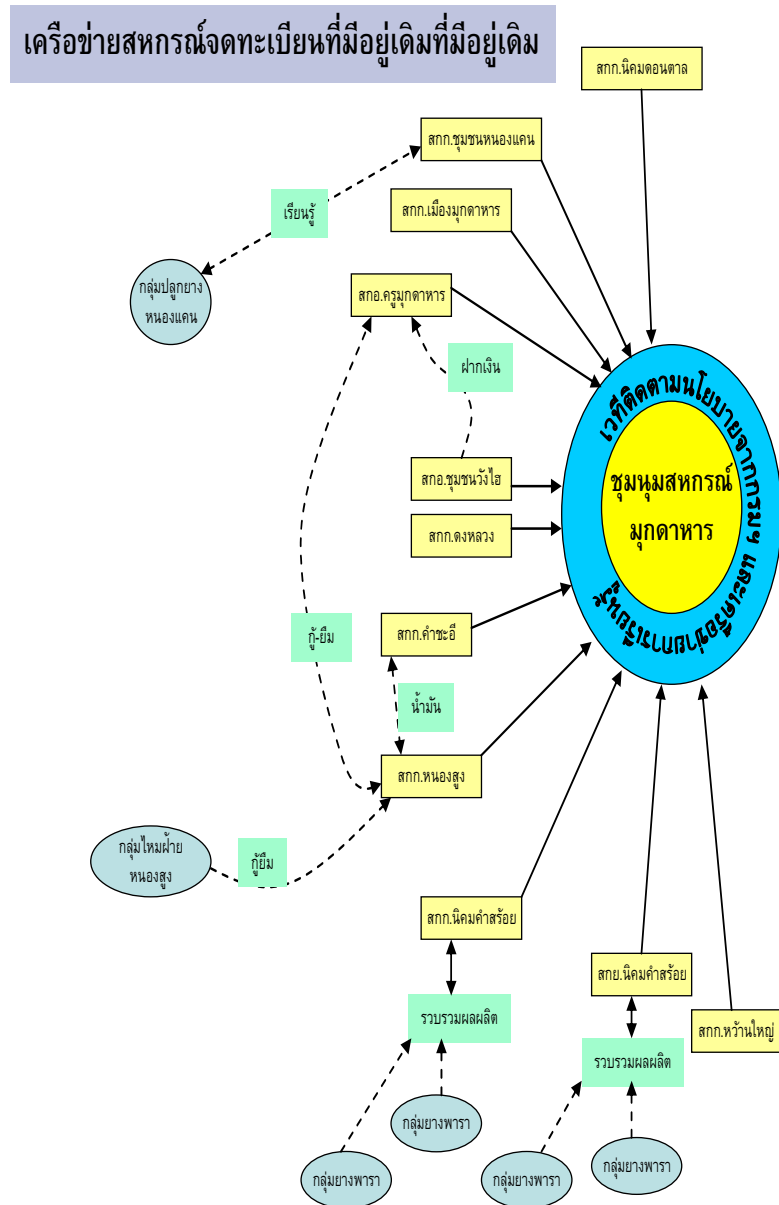 เครือข่ายสหกรณ์จดทะเบียนที่มีอยู่เดิมที่มีอยู่เดิม
สกก.นิคมดอนตาล
สกก.ชุมชนหนองแคน
เรียนรู้
สกก.เมืองมุกดาหาร
กลุ่มปลูกยาง
หนองแคน
สกอ.ครูมุกดาหาร
ฝากเงิน
เวทีติดตามนโยบายจากกรมฯ และเครือข่ายการเรียนรู้
ชุมนุมสหกรณ์
มุกดาหาร
สกอ.ชุมชนวังไฮ
สกก.ดงหลวง
กู้-ยืม
สกก.คำชะอี
น้ำมัน
สกก.หนองสูง
กลุ่มไหมฝ้าย
หนองสูง
กู้ยืม
สกก.นิคมคำสร้อย
สกย.นิคมคำสร้อย
รวบรวมผลผลิต
สกก.หว้านใหญ่
รวบรวมผลผลิต
กลุ่มยางพารา
กลุ่มยางพารา
กลุ่มยางพารา
กลุ่มยางพารา